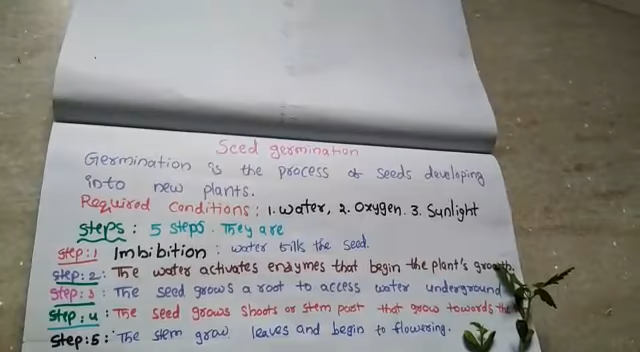 Seed germination
Germination is the process of seeds developing
into new plants.
Required Conditions : 1. water, 2. Oxygen. 3. Sunlight
Steps : 5 steps. They are
Step:1 Imbibition : water fills the seed.
Step:2: The water activates enzymes that begin the plant's growth.
Step:3 : The seed grows a root to access water underground
Step:4 : The seed grows shoots or stem part that grow towards the
Step:5 : The stem grow leaves and begin to flowering.